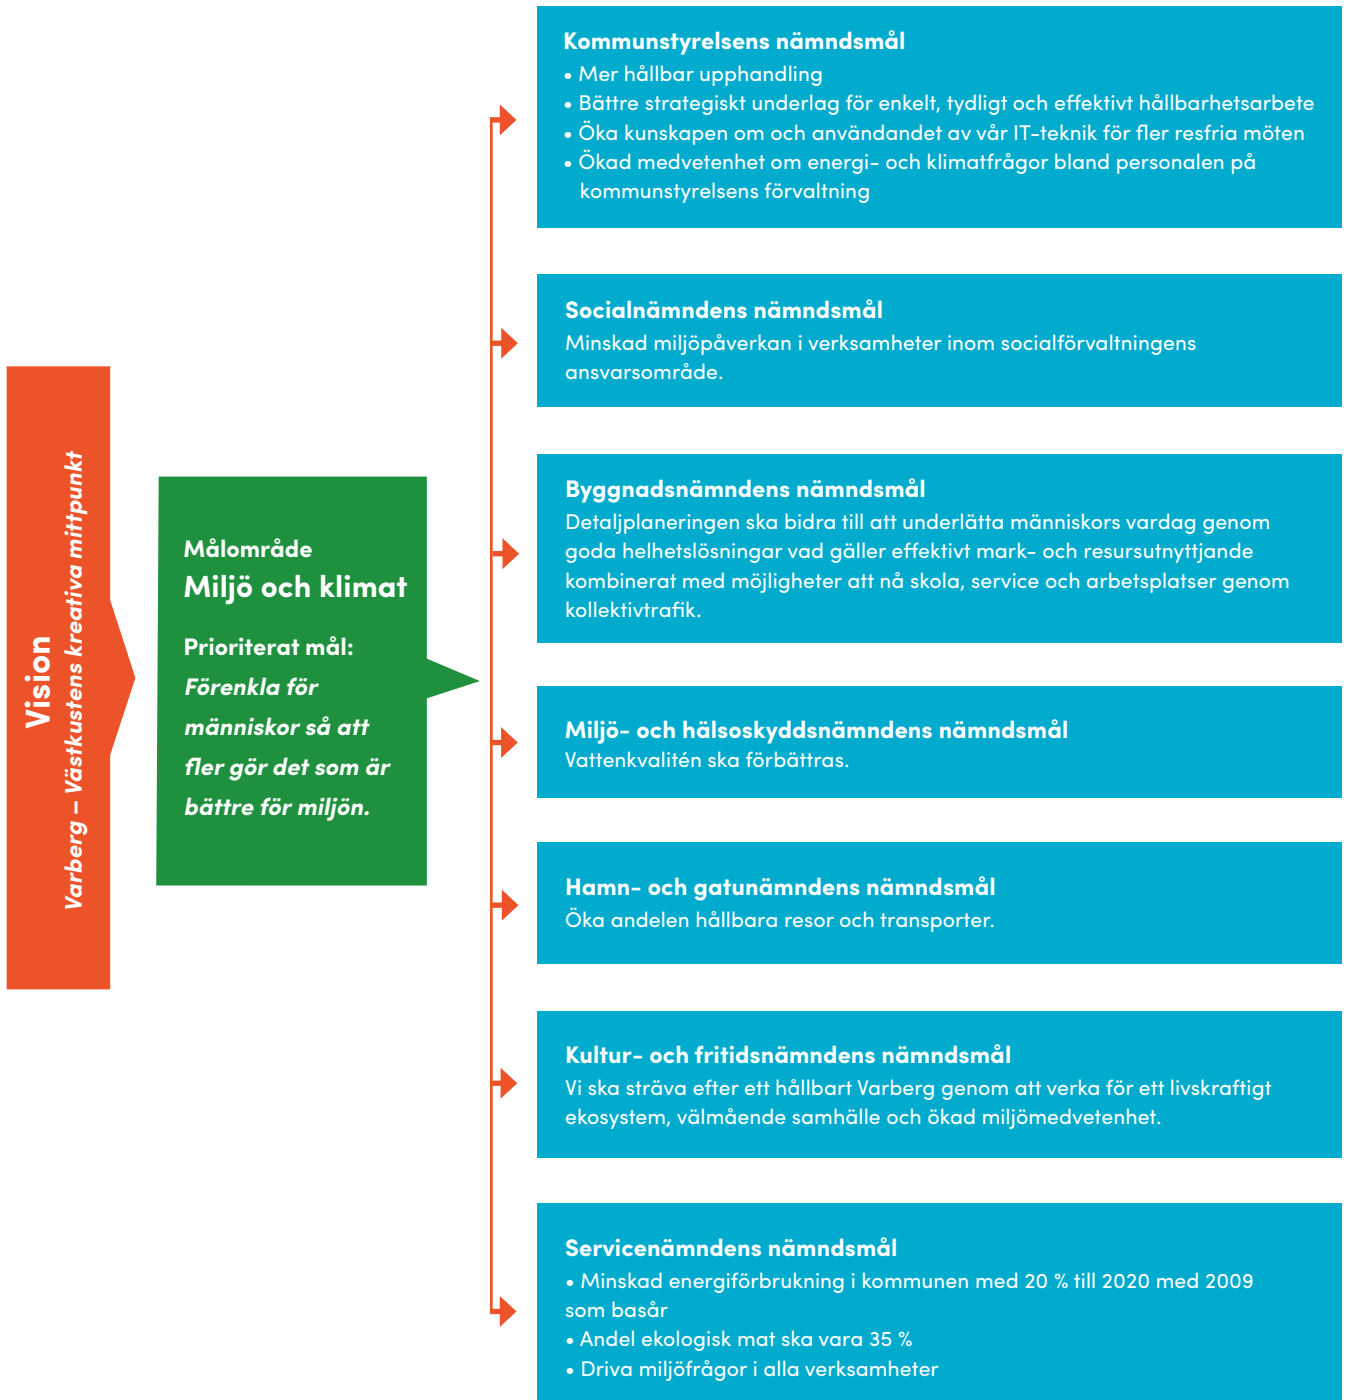 Vision
Varberg – Västkustens kreativa mittpunkt
Målområde
Miljö och klimat
Prioriterat mål:
Förenkla för
människor så att
fler gör det som är
bättre för miljön.
Kommunstyrelsens nämndsmål
• Mer hållbar upphandling
• Bättre strategiskt underlag för enkelt, tydligt och effektivt hållbarhetsarbete
• Öka kunskapen om och användandet av vår IT-teknik för fler resfria möten
• Ökad medvetenhet om energi- och klimatfrågor bland personalen på
kommunstyrelsens förvaltning
Socialnämndens nämndsmål
Minskad miljöpåverkan i verksamheter inom socialförvaltningens
ansvarsområde.
Byggnadsnämndens nämndsmål
Detaljplaneringen ska bidra till att underlätta människors vardag genom
goda helhetslösningar vad gäller effektivt mark- och resursutnyttjande
kombinerat med möjligheter att nå skola, service och arbetsplatser genom
kollektivtrafik.
Miljö- och hälsoskyddsnämndens nämndsmål
Vattenkvalitén ska förbättras.
Hamn- och gatunämndens nämndsmål
Öka andelen hållbara resor och transporter.
Kultur- och fritidsnämndens nämndsmål
Vi ska sträva efter ett hållbart Varberg genom att verka för ett livskraftigt
ekosystem, välmående samhälle och ökad miljömedvetenhet.
Servicenämndens nämndsmål
• Minskad energiförbrukning i kommunen med 20 % till 2020 med 2009
som basår
• Andel ekologisk mat ska vara 35 %
• Driva miljöfrågor i alla verksamheter